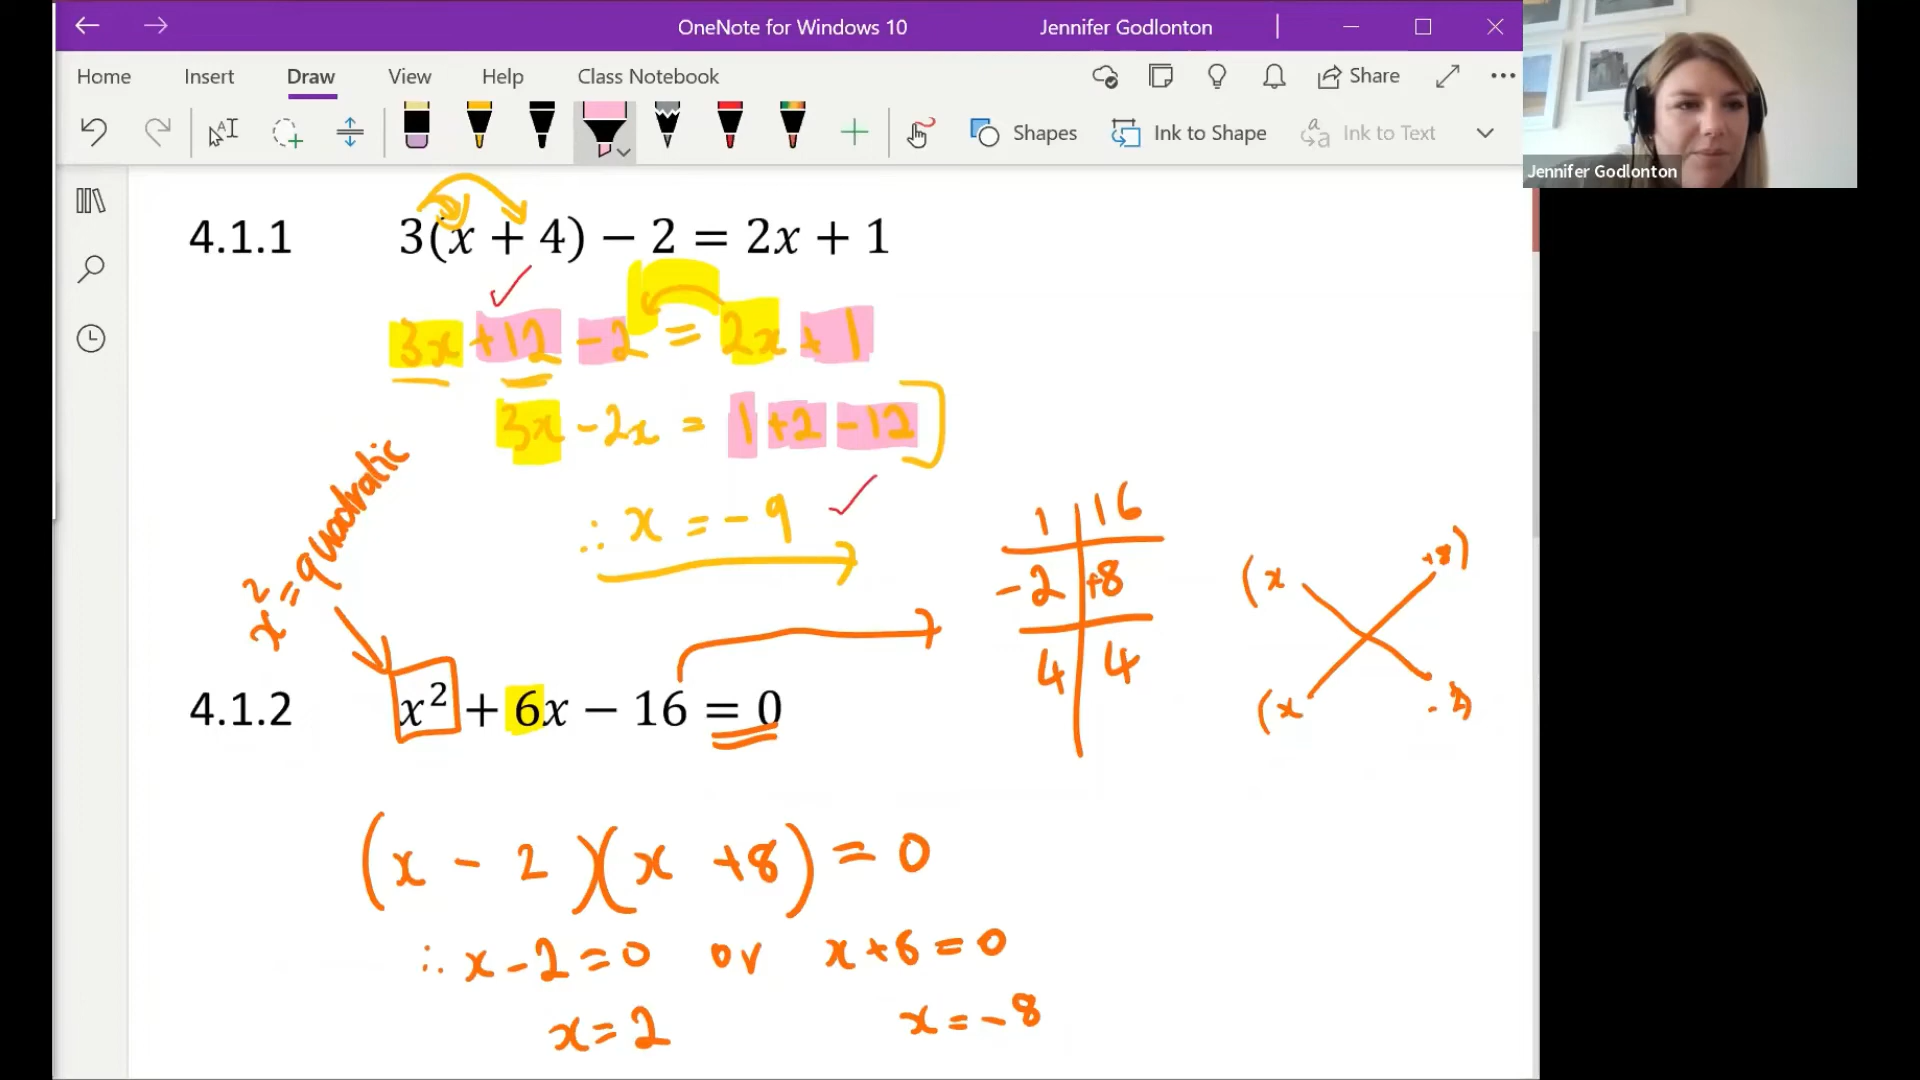 OneNote for Windows 10
Jennifer Godlonton
Home Insert Draw View Help Class Notebook
Share
Shapes Ink to Shape Ink to Text
Jennifer Godlonton
4.1.1 3(x + 4) − 2 = 2x + 1
3x +12 -2 = 2x + 1
3x - 2x = 1 +2 -12
∴ x = -9
x² = quadratic
1 16
-2 +8
4 4
(x +8)
(x -2)
4.1.2 x² + 6x − 16 = 0
(x - 2)(x +8) = 0
∴ x - 2 = 0 or x + 8 = 0
x = 2 x = -8